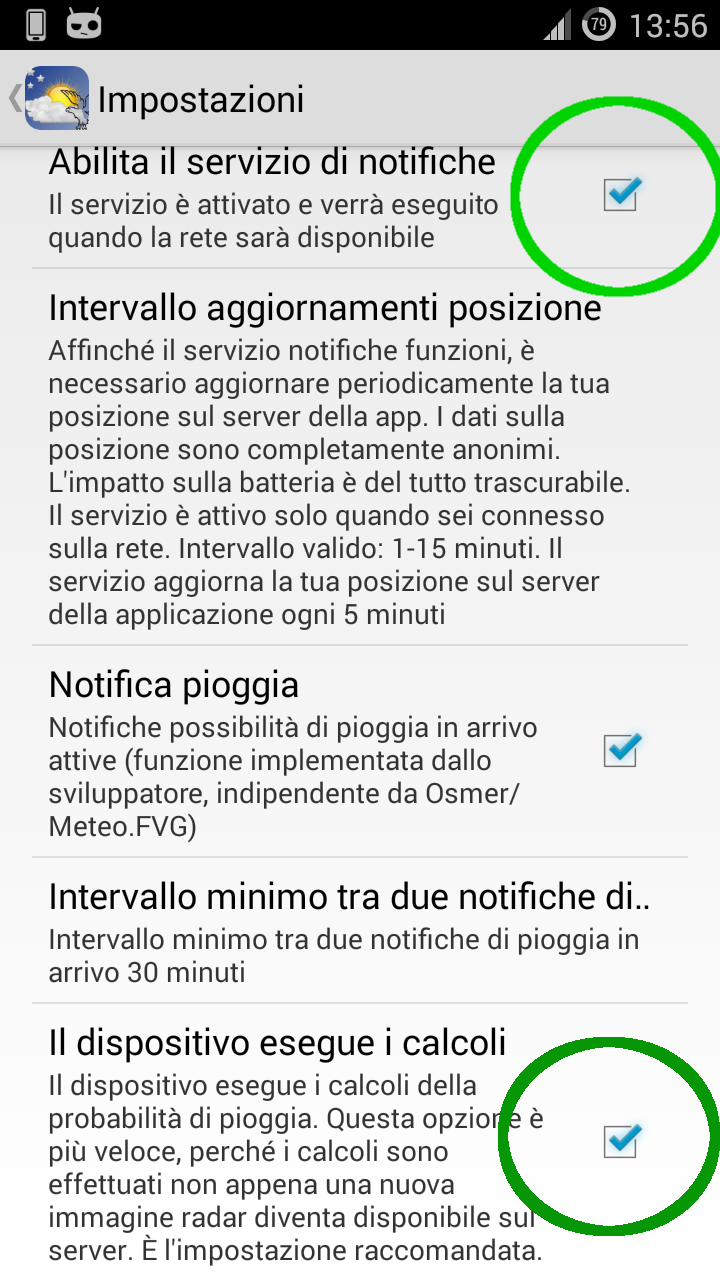 79 13:56
Impostazioni
Abilita il servizio di notifiche
Il servizio è attivato e verrà eseguito
quando la rete sarà disponibile
Intervallo aggiornamenti posizione
Affinché il servizio notifiche funzioni, è
necessario aggiornare periodicamente la tua
posizione sul server della app. I dati sulla
posizione sono completamente anonimi.
L'impatto sulla batteria è del tutto trascurabile.
Il servizio è attivo solo quando sei connesso
sulla rete. Intervallo valido: 1-15 minuti. Il
servizio aggiorna la tua posizione sul server
della applicazione ogni 5 minuti
Notifica pioggia
Notifiche possibilità di pioggia in arrivo
attive (funzione implementata dallo
sviluppatore, indipendente da Osmer/
Meteo.FVG)
Intervallo minimo tra due notifiche di..
Intervallo minimo tra due notifiche di pioggia in
arrivo 30 minuti
Il dispositivo esegue i calcoli
Il dispositivo esegue i calcoli della
probabilità di pioggia. Questa opzione è
più veloce, perché i calcoli sono
effettuati non appena una nuova
immagine radar diventa disponibile sul
server. È l'impostazione raccomandata.